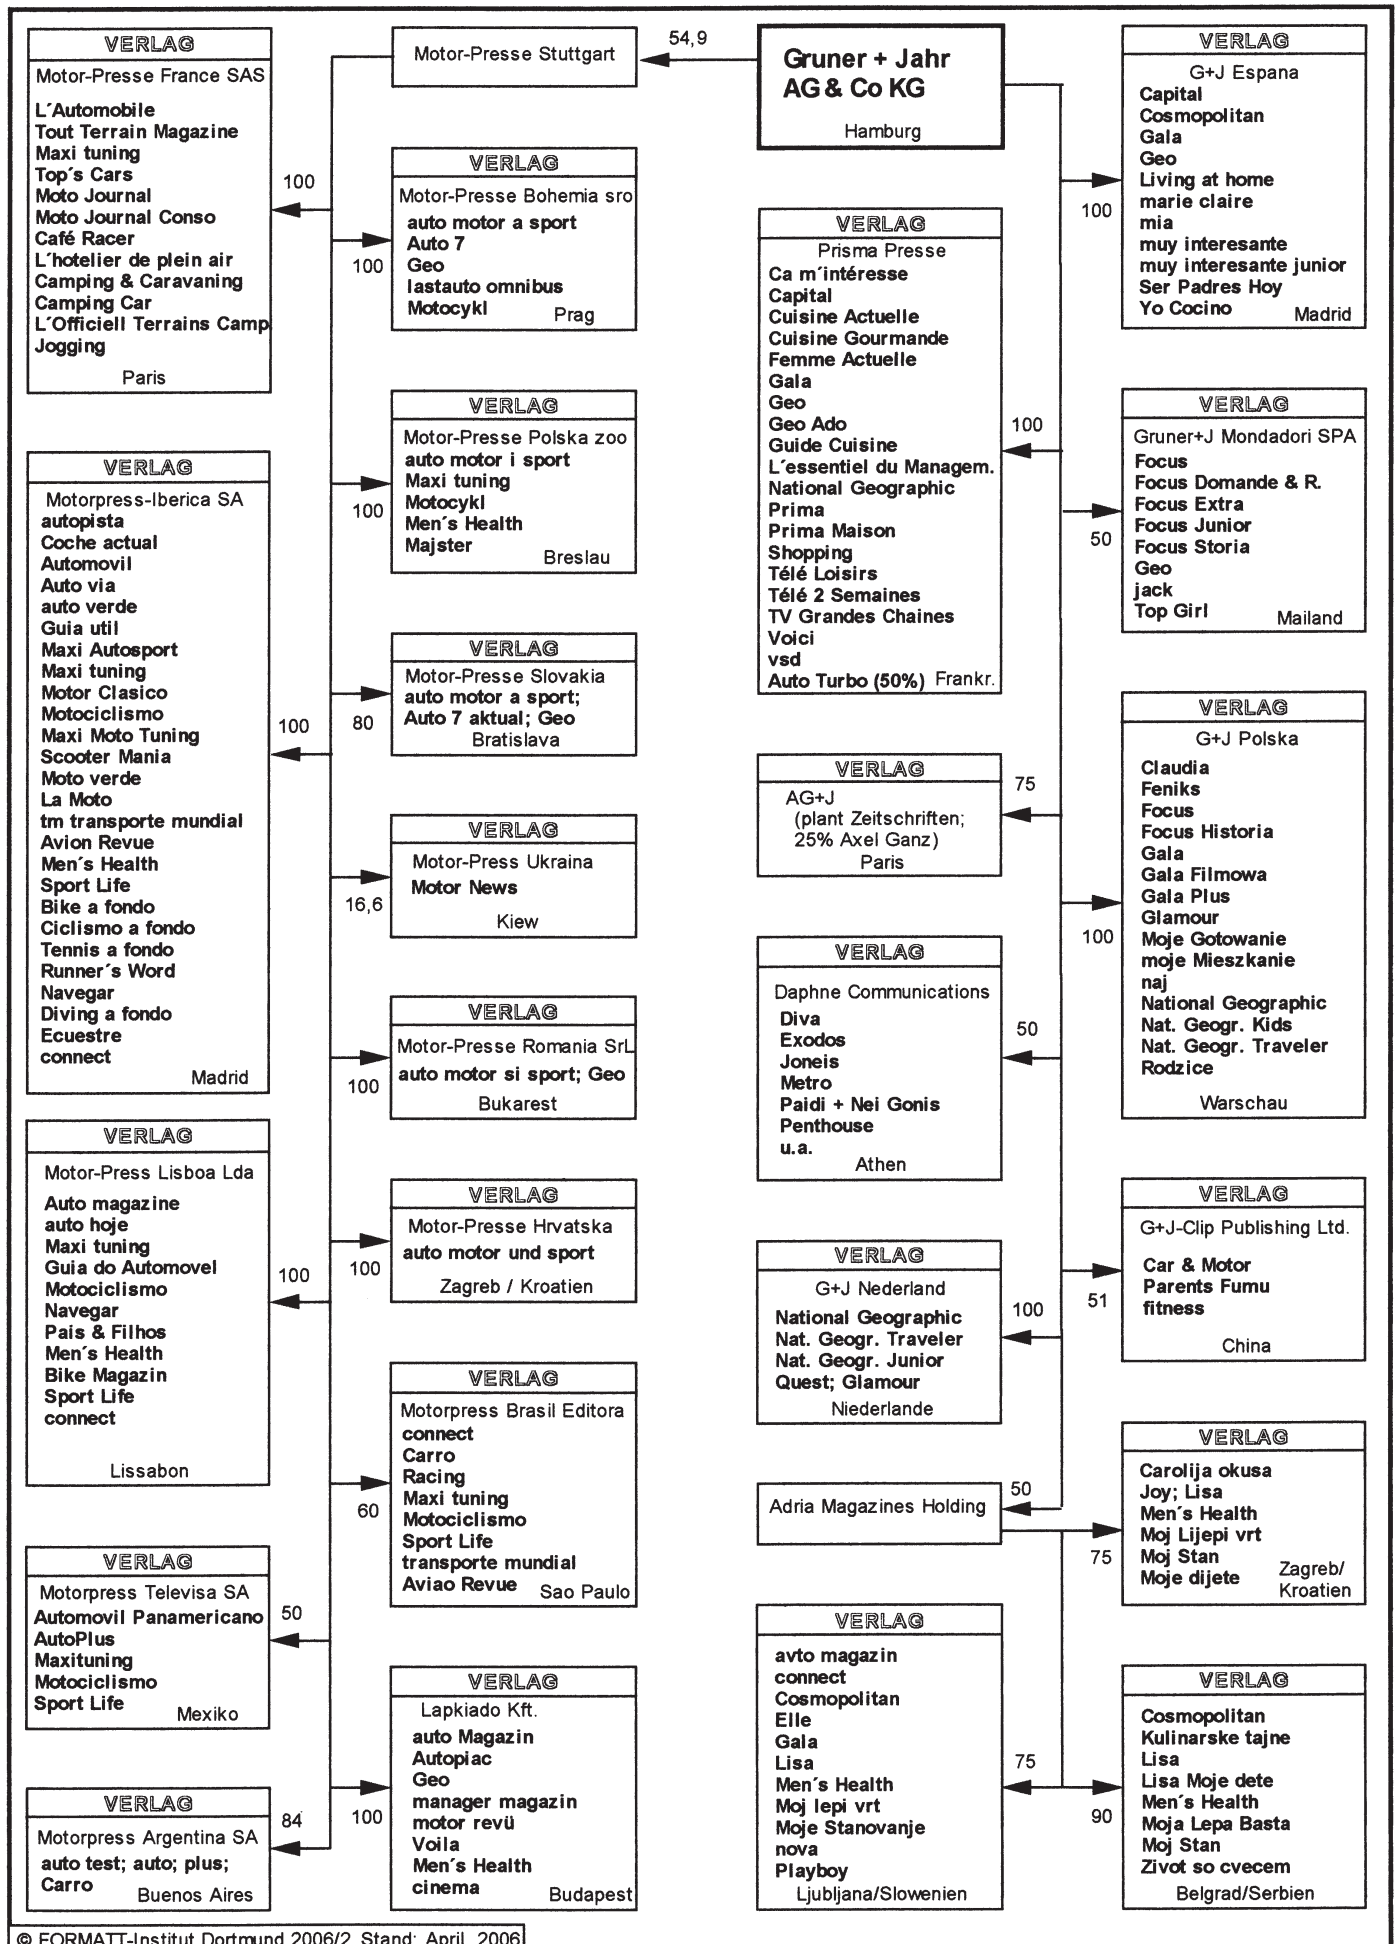 VERLAG
Motor-Presse France SAS
L´Automobile
Tout Terrain Magazine
Maxi tuning
Top´s Cars
Moto Journal
Moto Journal Conso
Café Racer
L´hotelier de plein air
Camping & Caravaning
Camping Car
L´Officiell Terrains Camp
Jogging
Paris
100
VERLAG
Motorpress-Iberica SA
autopista
Coche actual
Automovil
Auto via
auto verde
Guia util
Maxi Autosport
Maxi tuning
Motor Clasico
Motociclismo
Maxi Moto Tuning
Scooter Mania
Moto verde
La Moto
tm transporte mundial
Avion Revue
Men´s Health
Sport Life
Bike a fondo
Ciclismo a fondo
Tennis a fondo
Runner´s Word
Navegar
Diving a fondo
Ecuestre
connect
Madrid
100
VERLAG
Motor-Press Lisboa Lda
Auto magazine
auto hoje
Maxi tuning
Guia do Automovel
Motociclismo
Navegar
Pais & Filhos
Men´s Health
Bike Magazin
Sport Life
connect
Lissabon
100
VERLAG
Motorpress Televisa SA
Automovil Panamericano
AutoPlus
Maxituning
Motociclismo
Sport Life
Mexiko
50
VERLAG
Motorpress Argentina SA
auto test; auto; plus;
Carro
Buenos Aires
84
Motor-Presse Stuttgart
54,9
VERLAG
Motor-Presse Bohemia sro
auto motor a sport
Auto 7
Geo
lastauto omnibus
Motocykl
Prag
100
VERLAG
Motor-Presse Polska zoo
auto motor i sport
Maxi tuning
Motocykl
Men´s Health
Majster
Breslau
100
VERLAG
Motor-Presse Slovakia
auto motor a sport;
Auto 7 aktual; Geo
Bratislava
80
VERLAG
Motor-Press Ukraina
Motor News
Kiew
16,6
VERLAG
Motor-Presse Romania SrL
auto motor si sport; Geo
Bukarest
100
VERLAG
Motor-Presse Hrvatska
auto motor und sport
Zagreb / Kroatien
100
VERLAG
Motorpress Brasil Editora
connect
Carro
Racing
Maxi tuning
Motociclismo
Sport Life
transporte mundial
Aviao Revue
Sao Paulo
60
VERLAG
Lapkiado Kft.
auto Magazin
Autopiac
Geo
manager magazin
motor revü
Voila
Men´s Health
cinema
Budapest
100
Gruner + Jahr
AG & Co KG
Hamburg
VERLAG
Prisma Presse
Ca m´intéresse
Capital
Cuisine Actuelle
Cuisine Gourmande
Femme Actuelle
Gala
Geo
Geo Ado
Guide Cuisine
L´essentiel du Managem.
National Geographic
Prima
Prima Maison
Shopping
Télé Loisirs
Télé 2 Semaines
TV Grandes Chaines
Voici
vsd
Auto Turbo (50%) Frankr.
100
VERLAG
AG+J
(plant Zeitschriften;
25% Axel Ganz)
Paris
75
VERLAG
Daphne Communications
Diva
Exodos
Joneis
Metro
Paidi + Nei Gonis
Penthouse
u.a.
Athen
50
VERLAG
G+J Nederland
National Geographic
Nat. Geogr. Traveler
Nat. Geogr. Junior
Quest; Glamour
Niederlande
100
Adria Magazines Holding
50
VERLAG
avto magazin
connect
Cosmopolitan
Elle
Gala
Lisa
Men´s Health
Moj lepi vrt
Moje Stanovanje
nova
Playboy
Ljubljana/Slowenien
75
VERLAG
G+J Espana
Capital
Cosmopolitan
Gala
Geo
Living at home
marie claire
mia
muy interesante
muy interesante junior
Ser Padres Hoy
Yo Cocino
Madrid
100
VERLAG
Gruner+J Mondadori SPA
Focus
Focus Domande & R.
Focus Extra
Focus Junior
Focus Storia
Geo
jack
Top Girl
Mailand
50
VERLAG
G+J Polska
Claudia
Feniks
Focus
Focus Historia
Gala
Gala Filmowa
Gala Plus
Glamour
Moje Gotowanie
moje Mieszkanie
naj
National Geographic
Nat. Geogr. Kids
Nat. Geogr. Traveler
Rodzice
Warschau
100
VERLAG
G+J-Clip Publishing Ltd.
Car & Motor
Parents Fumu
fitness
China
51
VERLAG
Carolija okusa
Joy; Lisa
Men´s Health
Moj Lijepi vrt
Moj Stan
Moje dijete
Zagreb/
Kroatien
75
VERLAG
Cosmopolitan
Kulinarske tajne
Lisa
Lisa Moje dete
Men´s Health
Moja Lepa Basta
Moj Stan
Zivot so cvecem
Belgrad/Serbien
90
© FORMATT-Institut Dortmund 2006/2 Stand: April 2006